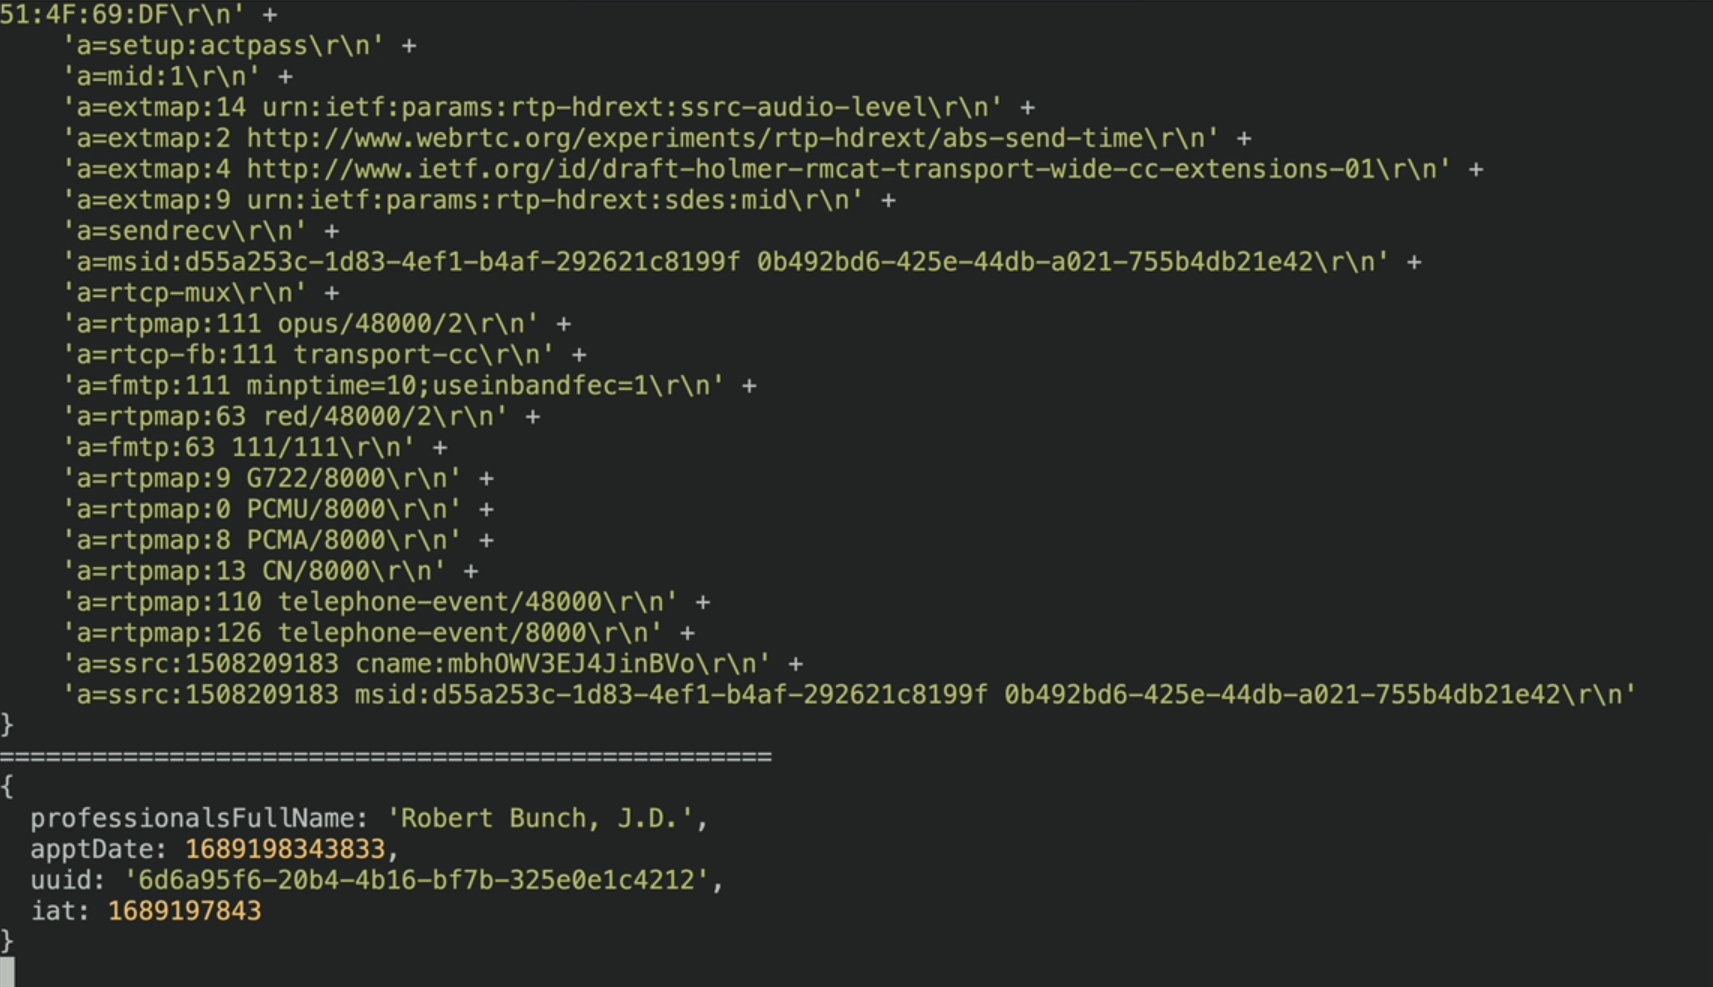 51:4F:69:DF\r\n' +
'a=setup:actpass\r\n' +
'a=mid:1\r\n' +
'a=extmap:14 urn:ietf:params:rtp-hdrext:ssrc-audio-level\r\n' +
'a=extmap:2 http://www.webrtc.org/experiments/rtp-hdrext/abs-send-time\r\n' +
'a=extmap:4 http://www.ietf.org/id/draft-holmer-rmcat-transport-wide-cc-extensions-01\r\n' +
'a=extmap:9 urn:ietf:params:rtp-hdrext:sdes:mid\r\n' +
'a=sendrecv\r\n' +
'a=msid:d55a253c-1d83-4ef1-b4af-292621c8199f 0b492bd6-425e-44db-a021-755b4db21e42\r\n' +
'a=rtcp-mux\r\n' +
'a=rtpmap:111 opus/48000/2\r\n' +
'a=rtcp-fb:111 transport-cc\r\n' +
'a=fmtp:111 minptime=10;useinbandfec=1\r\n' +
'a=rtpmap:63 red/48000/2\r\n' +
'a=fmtp:63 111/111\r\n' +
'a=rtpmap:9 G722/8000\r\n' +
'a=rtpmap:0 PCMU/8000\r\n' +
'a=rtpmap:8 PCMA/8000\r\n' +
'a=rtpmap:13 CN/8000\r\n' +
'a=rtpmap:110 telephone-event/48000\r\n' +
'a=rtpmap:126 telephone-event/8000\r\n' +
'a=ssrc:1508209183 cname:mbhOWV3EJ4JinBVo\r\n' +
'a=ssrc:1508209183 msid:d55a253c-1d83-4ef1-b4af-292621c8199f 0b492bd6-425e-44db-a021-755b4db21e42\r\n'
}
==================================================
{
professionalsFullName: 'Robert Bunch, J.D.',
apptDate: 1689198343833,
uuid: '6d6a95f6-20b4-4b16-bf7b-325e0e1c4212',
iat: 1689197843
}